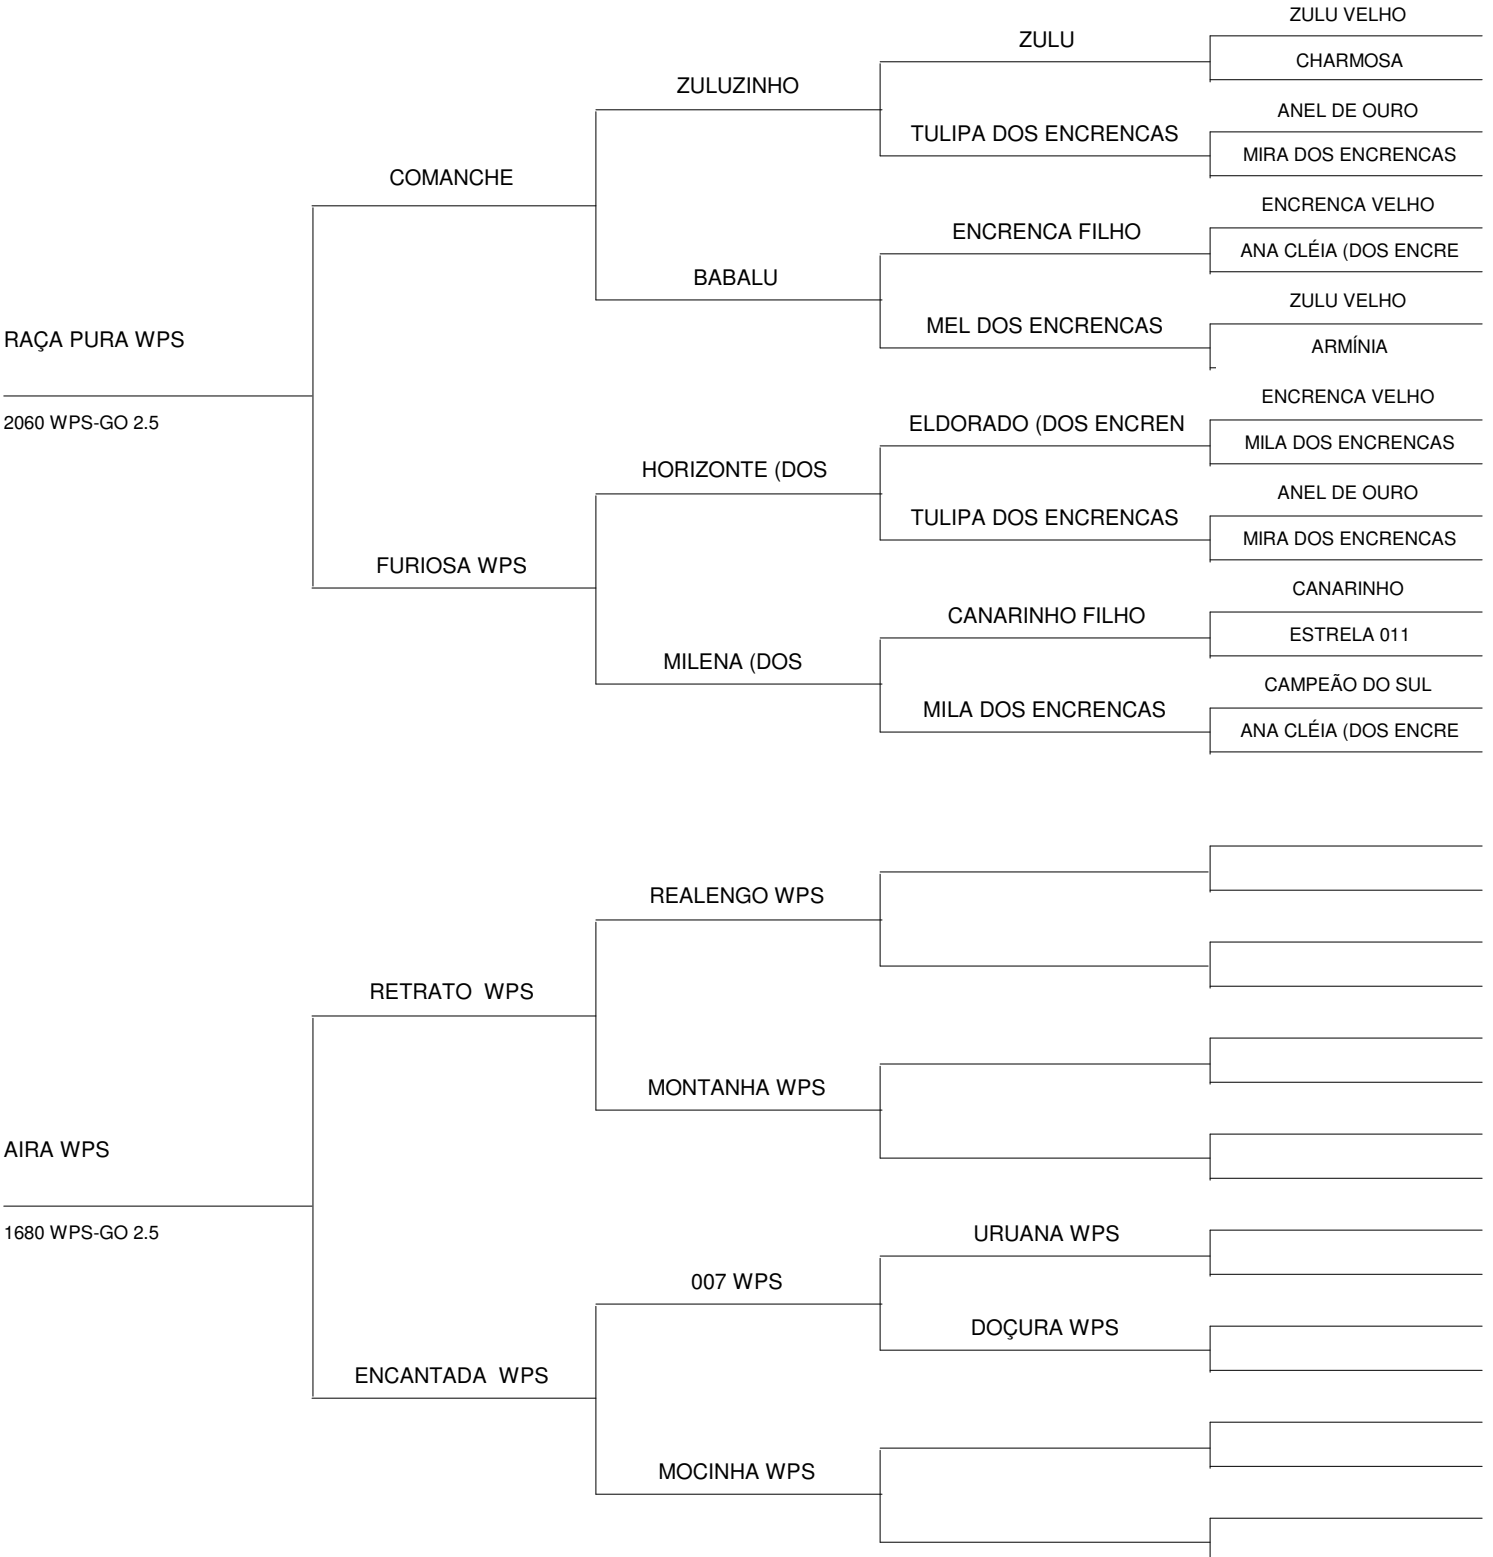 ZULU VELHO
ZULU
CHARMOSA
ZULUZINHO
ANEL DE OURO
TULIPA DOS ENCRENCAS
MIRA DOS ENCRENCAS
COMANCHE
ENCRENCA VELHO
ENCRENCA FILHO
ANA CLÉIA (DOS ENCRE
BABALU
ZULU VELHO
MEL DOS ENCRENCAS
ARMÍNIA
RAÇA PURA WPS
2060 WPS-GO 2.5
ENCRENCA VELHO
ELDORADO (DOS ENCREN
MILA DOS ENCRENCAS
HORIZONTE (DOS
ANEL DE OURO
TULIPA DOS ENCRENCAS
MIRA DOS ENCRENCAS
FURIOSA WPS
CANARINHO
CANARINHO FILHO
ESTRELA 011
MILENA (DOS
CAMPEÃO DO SUL
MILA DOS ENCRENCAS
ANA CLÉIA (DOS ENCRE
REALENGO WPS
RETRATO  WPS
MONTANHA WPS
AIRA WPS
1680 WPS-GO 2.5
URUANA WPS
007 WPS
DOÇURA WPS
ENCANTADA  WPS
MOCINHA WPS